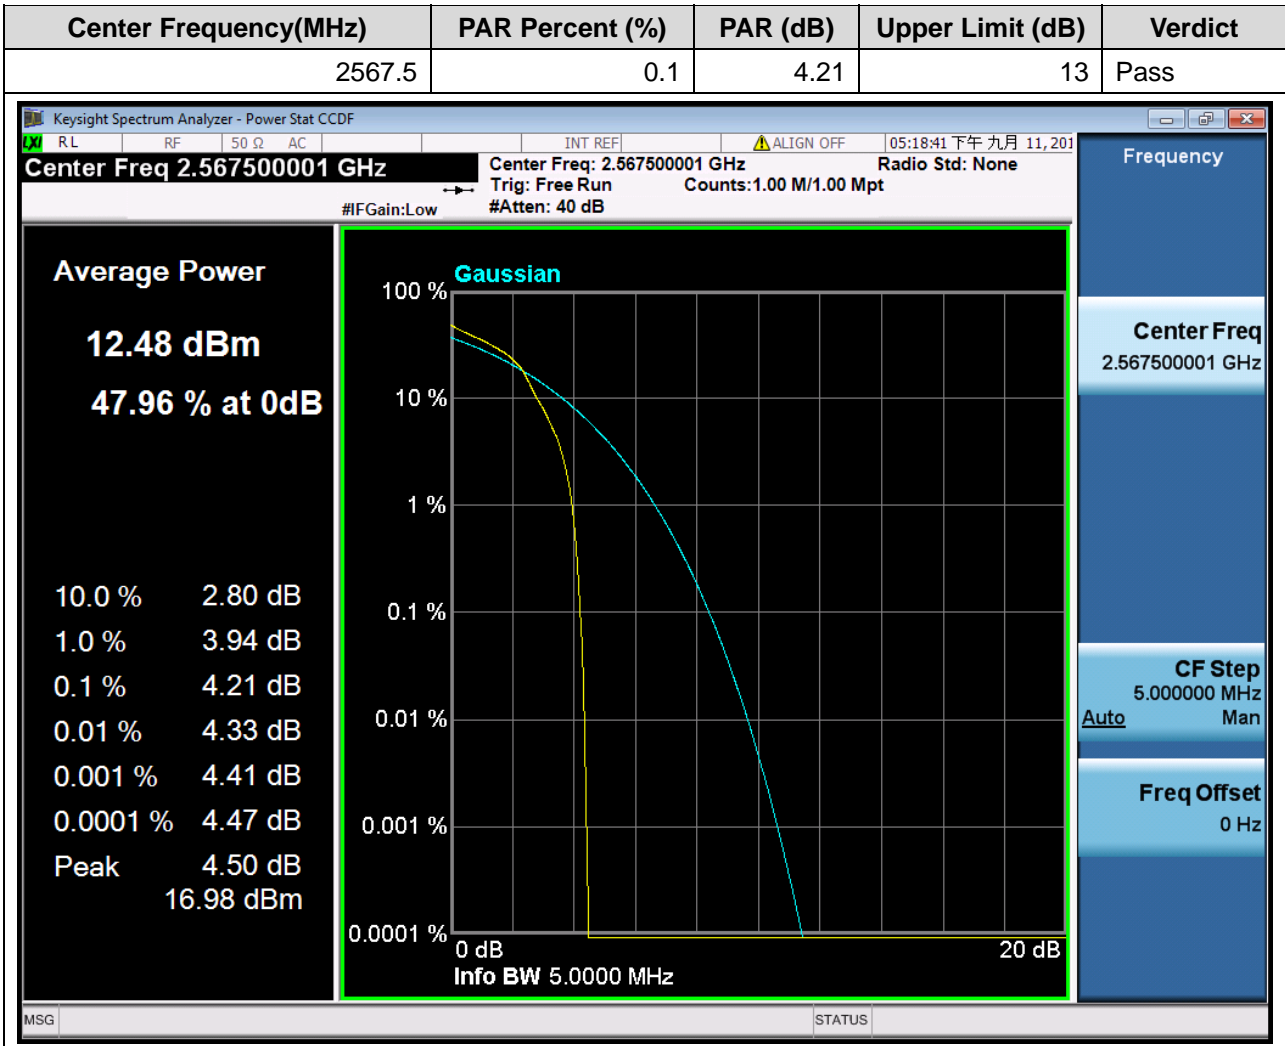 Center Frequency(MHz) PAR Percent (%) PAR (dB) Upper Limit (dB) Verdict
2567.5 0.1 4.21 13 Pass
Keysight Spectrum Analyzer - Power Stat CCDF
LXI RL RF 50 Ω AC INT REF ALIGN OFF 05:18:41 下午 九月 11, 201
Center Freq 2.567500001 GHz
Center Freq: 2.567500001 GHz Radio Std: None
Trig: Free Run Counts:1.00 M/1.00 Mpt
#IFGain:Low #Atten: 40 dB
Frequency
Average Power
12.48 dBm
47.96 % at 0dB
10.0 % 2.80 dB
1.0 % 3.94 dB
0.1 % 4.21 dB
0.01 % 4.33 dB
0.001 % 4.41 dB
0.0001 % 4.47 dB
Peak 4.50 dB
16.98 dBm
Gaussian
100 %
10 %
1 %
0.1 %
0.01 %
0.001 %
0.0001 %
0 dB 20 dB
Info BW 5.0000 MHz
Center Freq
2.567500001 GHz
CF Step
5.000000 MHz
Auto Man
Freq Offset
0 Hz
MSG STATUS